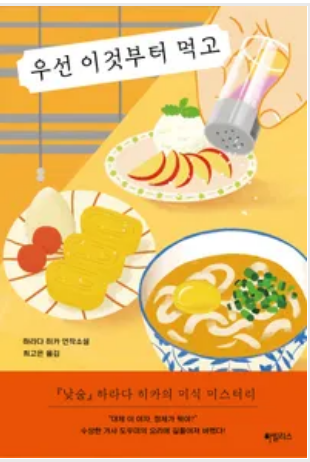 우선 이것부터 먹고
하라다 히카 연작소설
최고은 옮김
『낮술』 하라다 히카의 미식 미스터리
"대체 이 여자, 정체가 뭐야?"
수상한 가사 도우미의 요리에 길들여져 버렸다!
빌리스